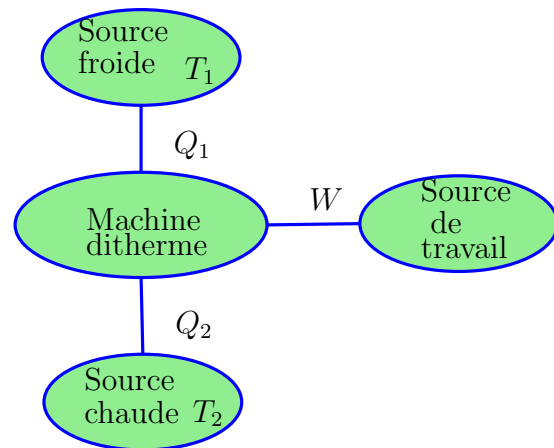 Source
froide T₁
Q₁
Machine
ditherme
W
Source
de
travail
Q₂
Source
chaude T₂